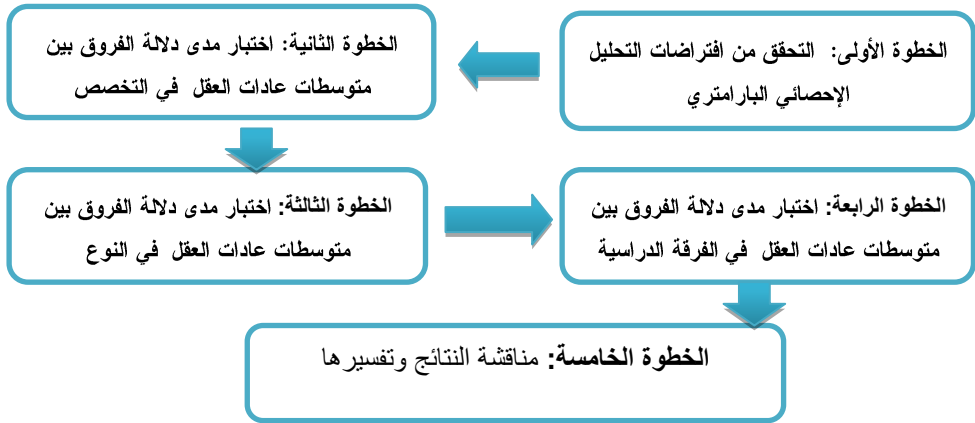 الخطوة الأولى: التحقق من افتراضات التحليل
الإحصائي البارامتري
الخطوة الثانية: اختبار مدى دلالة الفروق بين
متوسطات عادات العقل في التخصص
الخطوة الثالثة: اختبار مدى دلالة الفروق بين
متوسطات عادات العقل في النوع
الخطوة الرابعة: اختبار مدى دلالة الفروق بين
متوسطات عادات العقل في الفرقة الدراسية
الخطوة الخامسة: مناقشة النتائج وتفسيرها